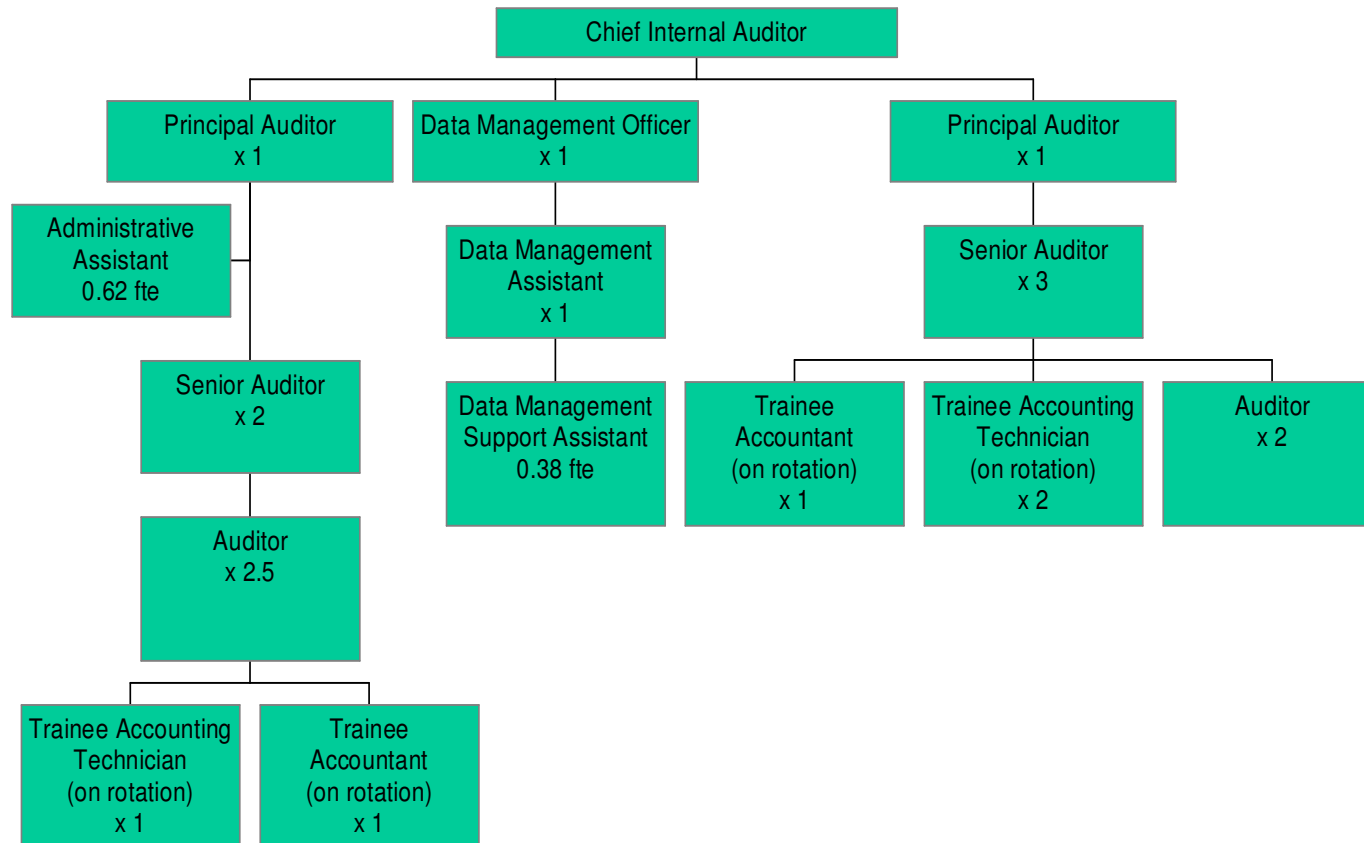 Chief Internal Auditor
Principal Auditor
x 1
Data Management Officer
x 1
Principal Auditor
x 1
Administrative
Assistant
0.62 fte
Data Management
Assistant
x 1
Senior Auditor
x 3
Senior Auditor
x 2
Data Management
Support Assistant
0.38 fte
Trainee
Accountant
(on rotation)
x 1
Trainee Accounting
Technician
(on rotation)
x 2
Auditor
x 2
Auditor
x 2.5
Trainee Accounting
Technician
(on rotation)
x 1
Trainee
Accountant
(on rotation)
x 1